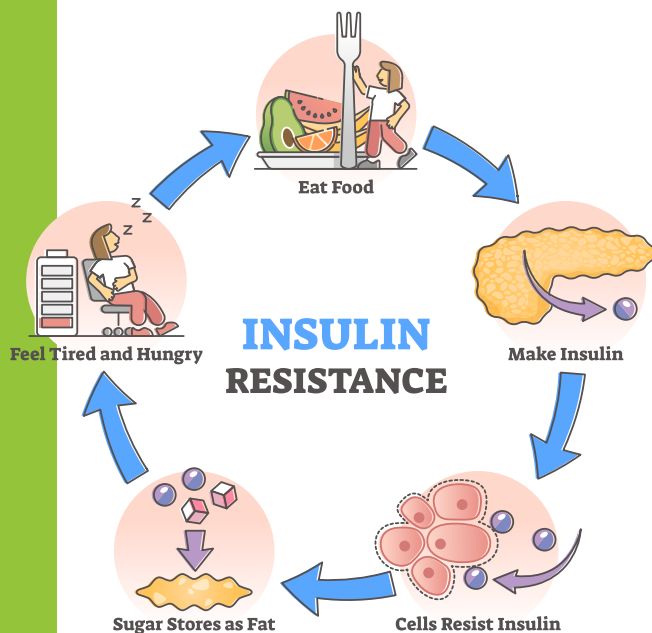 z
z
z
Eat Food
Make Insulin
Feel Tired and Hungry
INSULIN
RESISTANCE
Sugar Stores as Fat
Cells Resist Insulin